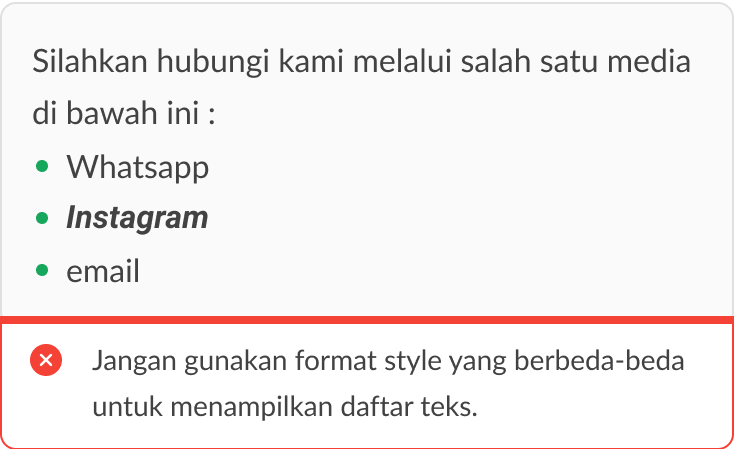 Silahkan hubungi kami melalui salah satu media
di bawah ini :
Whatsapp
Instagram
email
Jangan gunakan format style yang berbeda-beda
untuk menampilkan daftar teks.